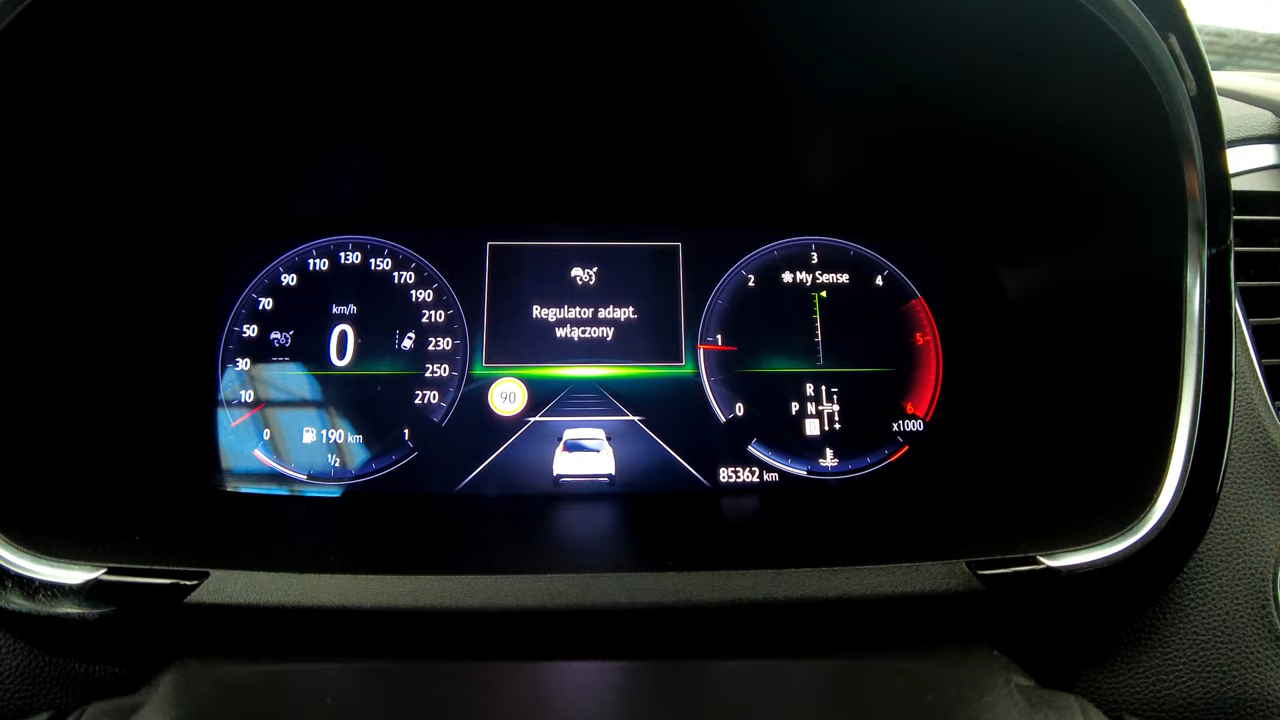 10
30
50
70
90
110
130
150
170
190
210
230
250
270
km/h
0
---
0
190 km
1
1/2
Regulator adapt.
włączony
90
0
1
2
3
4
5
6
x1000
My Sense
R
P N
D
-
+
85362 km